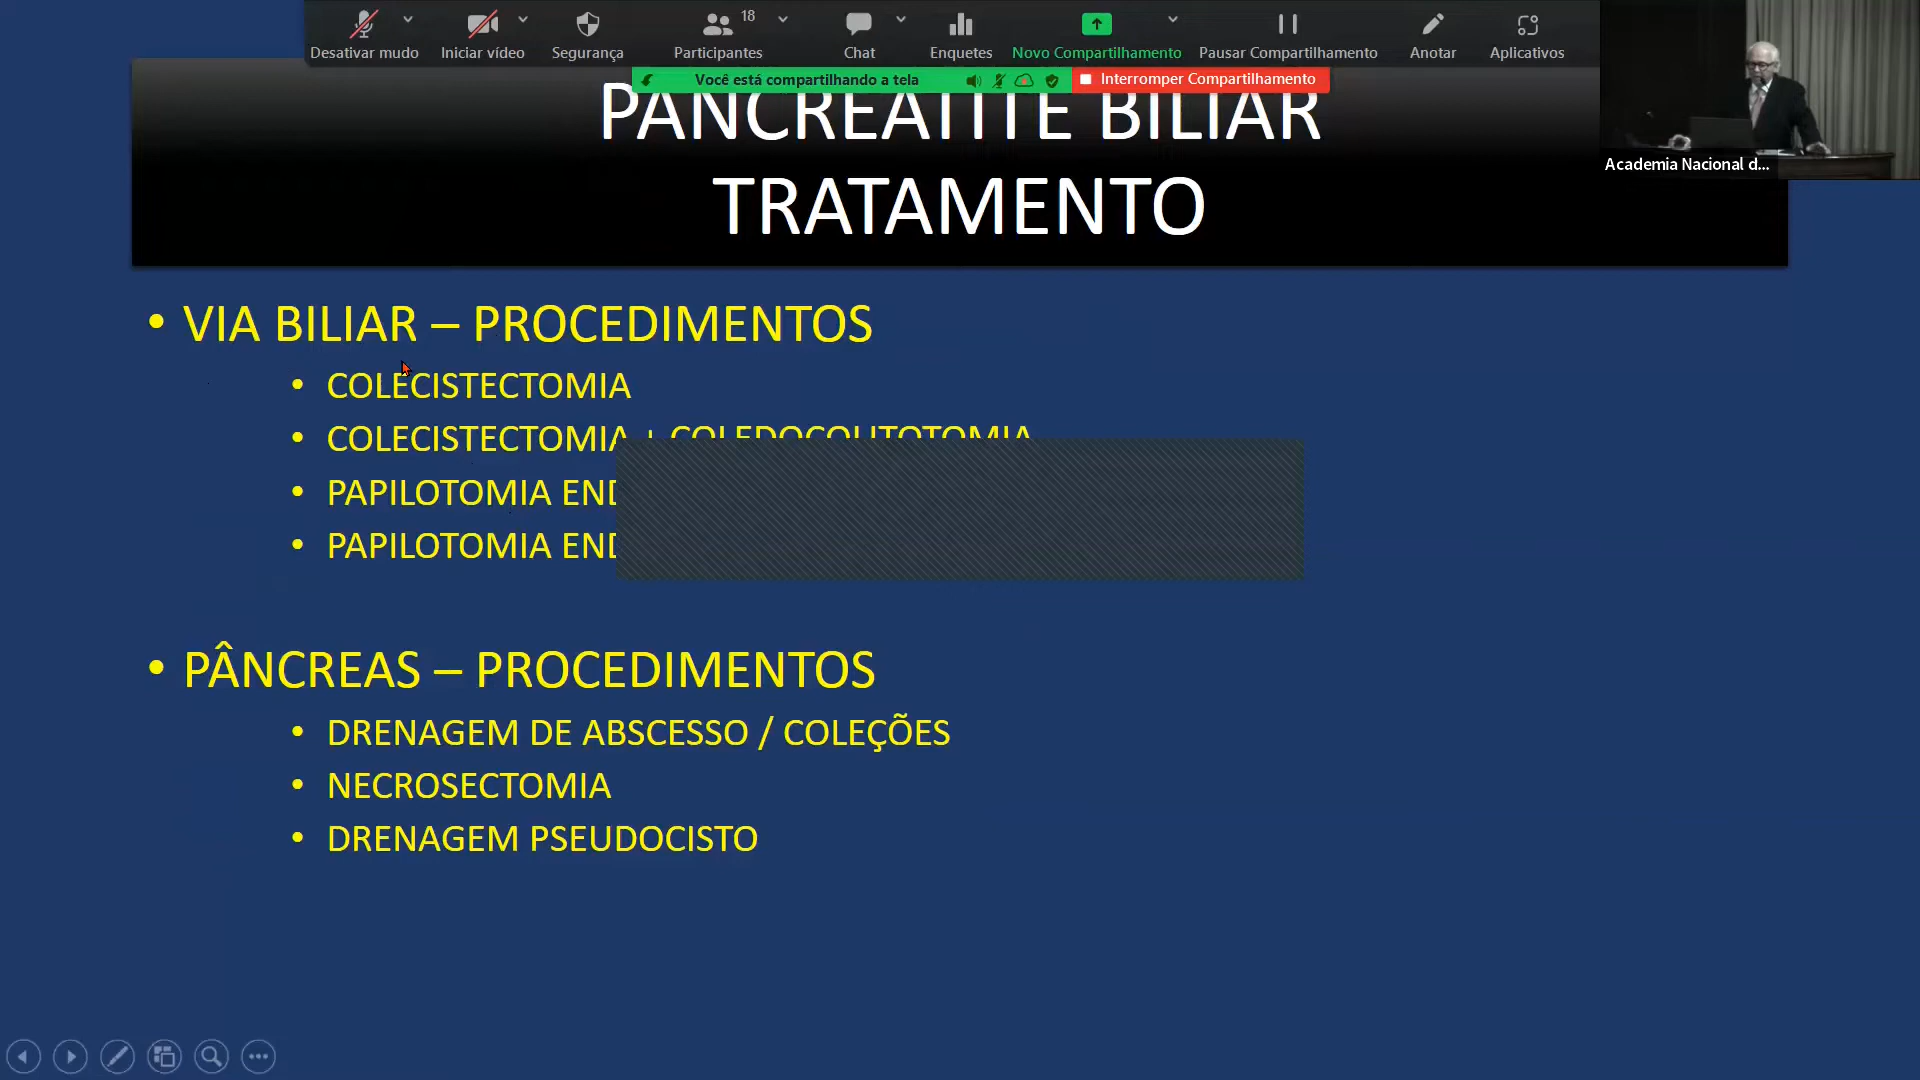 18
Desativar mudo
Iniciar vídeo
Segurança
Participantes
Chat
Enquetes
Novo Compartilhamento
Pausar Compartilhamento
Anotar
Aplicativos
Você está compartilhando a tela
Interromper Compartilhamento
Academia Nacional d...
PANCREATITE BILIAR
TRATAMENTO
• VIA BILIAR – PROCEDIMENTOS
• COLECISTECTOMIA
• COLECISTECTOMIA +
• PAPILOTOMIA
• PAPILOTOMIA
• PÂNCREAS – PROCEDIMENTOS
• DRENAGEM DE ABSCESSO / COLEÇÕES
• NECROSECTOMIA
• DRENAGEM PSEUDOCISTO